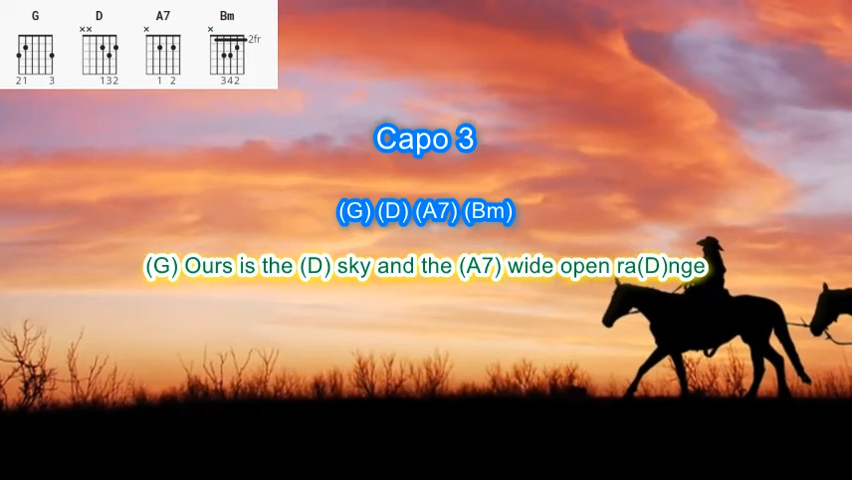 G D A7 Bm
×× × ×
2fr
21 3 132 1 2 342
Capo 3
(G) (D) (A7) (Bm)
(G) Ours is the (D) sky and the (A7) wide open ra(D)nge